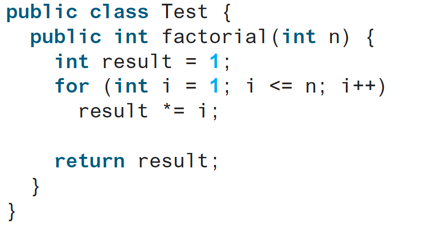 public class Test {
  public int factorial(int n) {
    int result = 1;
    for (int i = 1; i <= n; i++)
      result *= i;

    return result;
  }
}